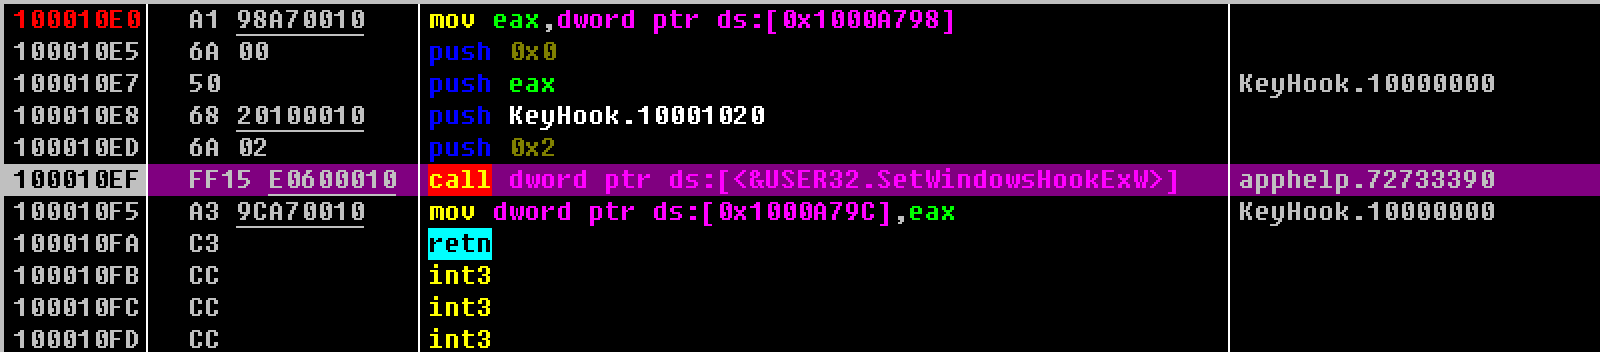 100010E0 A1 98A70010 mov eax,dword ptr ds:[0x1000A798]
100010E5 6A 00 push 0x0
100010E7 50 push eax KeyHook.10000000
100010E8 68 20100010 push KeyHook.10001020
100010ED 6A 02 push 0x2
100010EF FF15 E0600010 call dword ptr ds:[<&USER32.SetWindowsHookExW>] apphelp.72733390
100010F5 A3 9CA70010 mov dword ptr ds:[0x1000A79C],eax KeyHook.10000000
100010FA C3 retn
100010FB CC int3
100010FC CC int3
100010FD CC int3